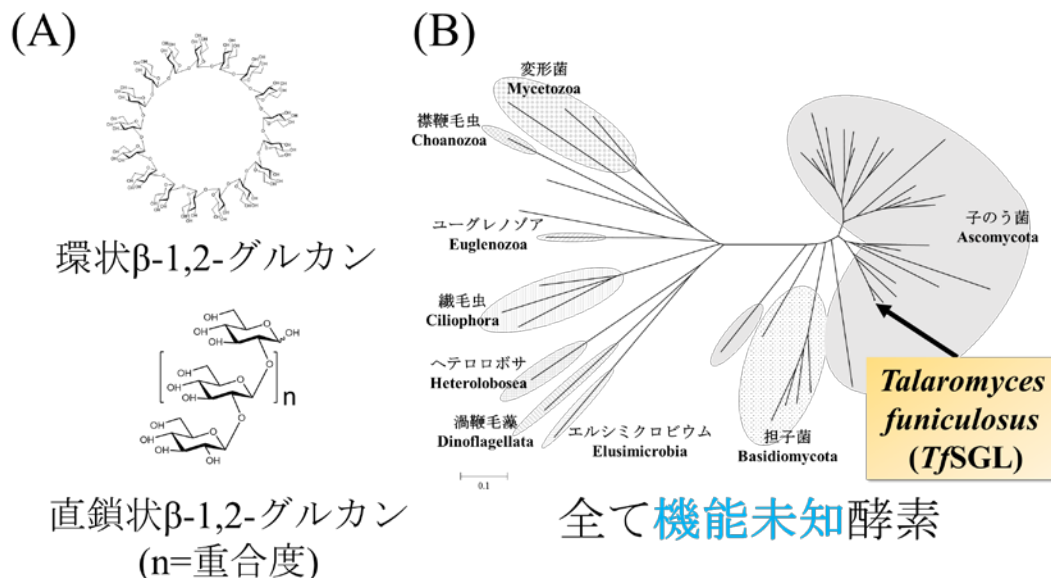 (A)
環状β-1,2-グルカン
n
直鎖状β-1,2-グルカン
(n=重合度)
(B)
変形菌
Mycetozoa
襟鞭毛虫
Choanozoa
ユーグレノゾア
Euglenozoa
繊毛虫
Ciliophora
ヘテロロボサ
Heterolobosea
渦鞭毛藻
Dinoflagellata
エルシミクロビウム
Elusimicrobia
担子菌
Basidiomycota
子のう菌
Ascomycota
Talaromyces
funiculosus
(TfSGL)
0.1
全て機能未知酵素